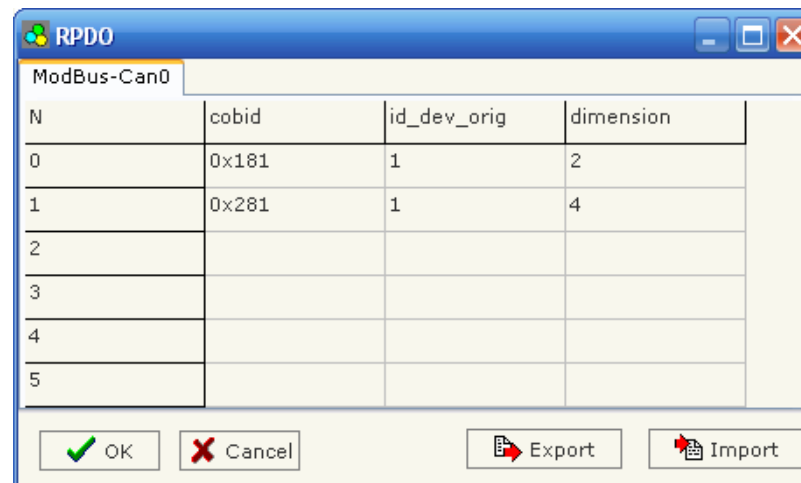 RPDO
ModBus-Can0
N cobid id_dev_orig dimension
0 0x181 1 2
1 0x281 1 4
2
3
4
5
OK Cancel Export Import